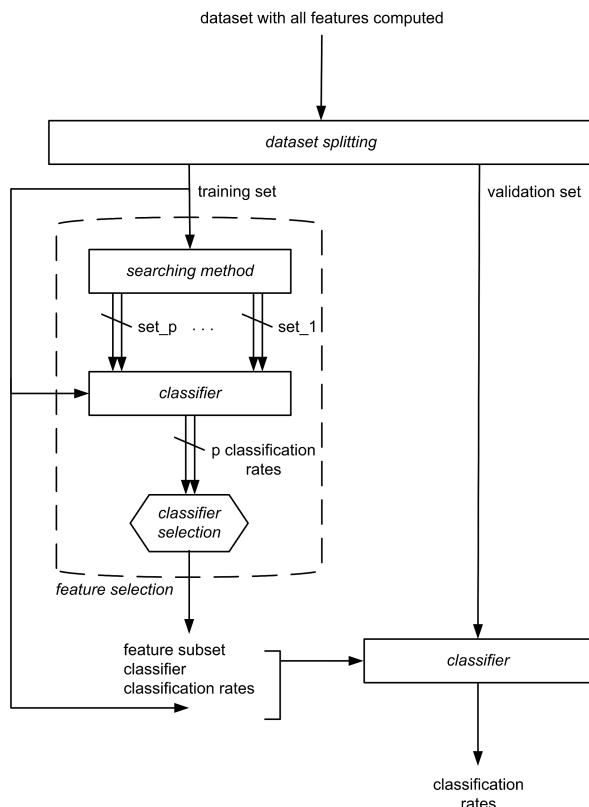 dataset with all features computed
dataset splitting
training set
validation set
searching method
set_p . . . set_1
classifier
p classification
rates
classifier
selection
feature selection
feature subset
classifier
classification rates
classifier
classification
rates